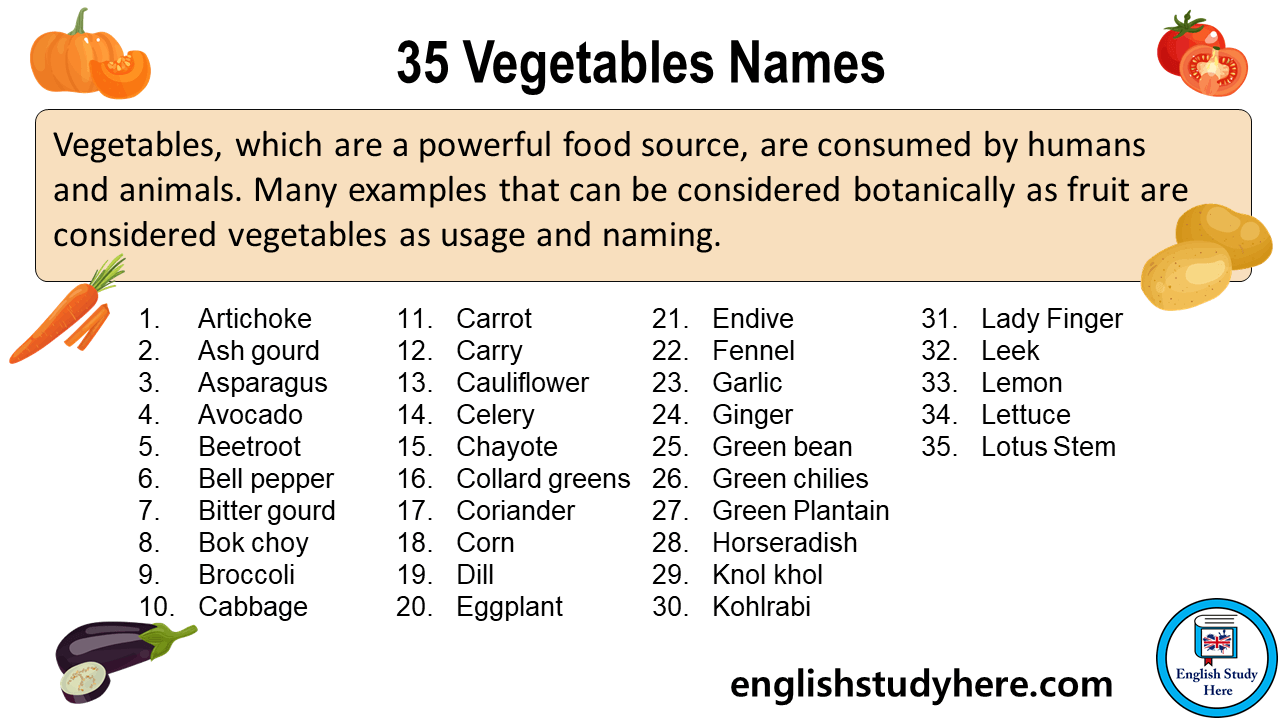 35 Vegetables Names
Vegetables, which are a powerful food source, are consumed by humans
and animals. Many examples that can be considered botanically as fruit are
considered vegetables as usage and naming.
1. Artichoke
2. Ash gourd
3. Asparagus
4. Avocado
5. Beetroot
6. Bell pepper
7. Bitter gourd
8. Bok choy
9. Broccoli
10. Cabbage
11. Carrot
12. Carry
13. Cauliflower
14. Celery
15. Chayote
16. Collard greens
17. Coriander
18. Corn
19. Dill
20. Eggplant
21. Endive
22. Fennel
23. Garlic
24. Ginger
25. Green bean
26. Green chilies
27. Green Plantain
28. Horseradish
29. Knol khol
30. Kohlrabi
31. Lady Finger
32. Leek
33. Lemon
34. Lettuce
35. Lotus Stem
englishstudyhere.com
English Study
Here